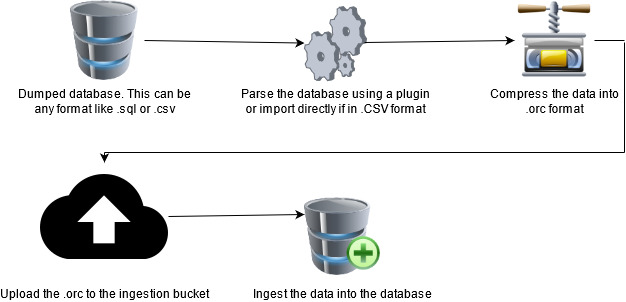 Dumped database. This can be
any format like .sql or .csv
Parse the database using a plugin
or import directly if in .CSV format
Compress the data into
.orc format
Upload the .orc to the ingestion bucket
Ingest the data into the database